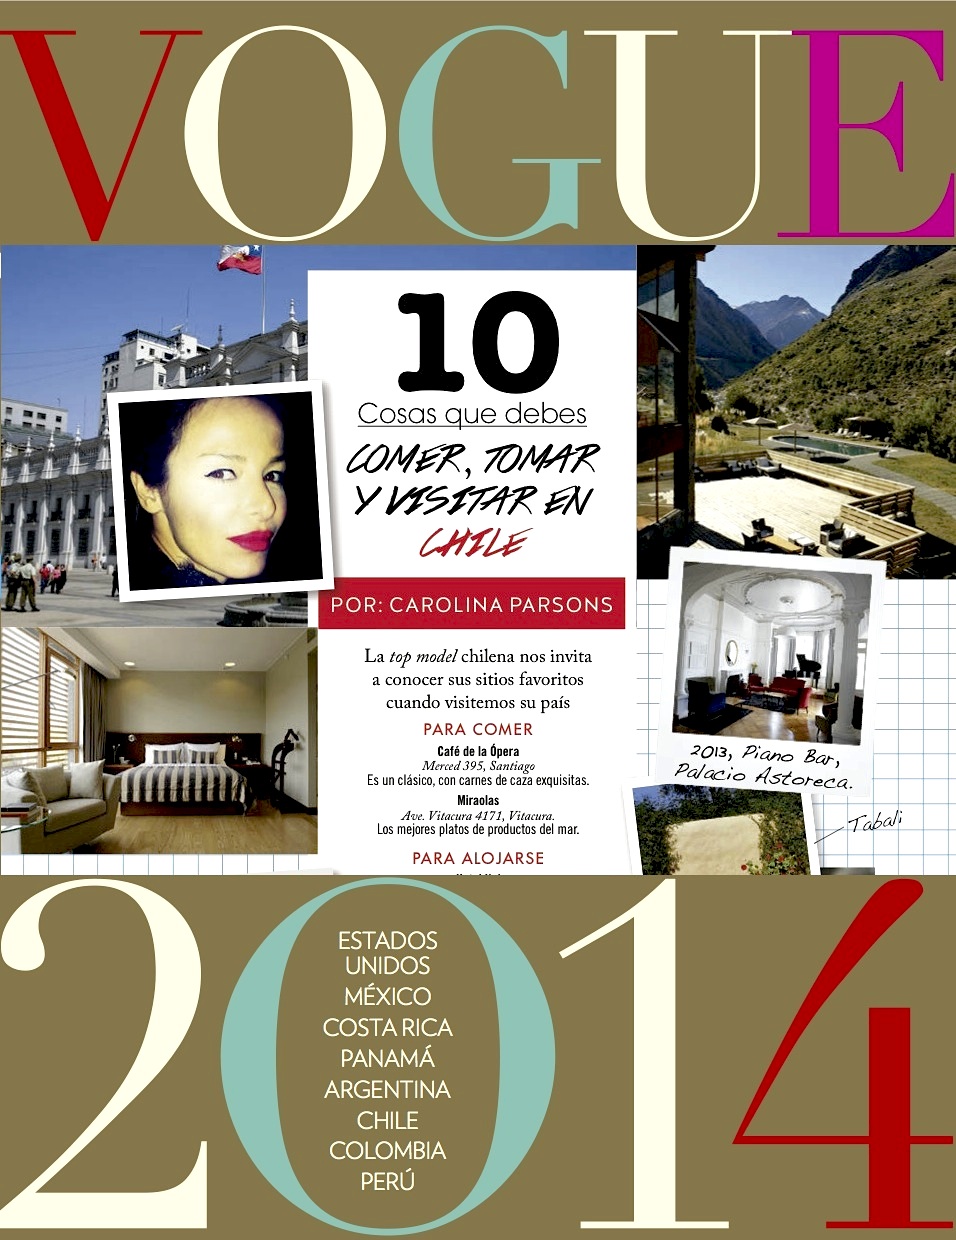 VOGUE
10
Cosas que debes
COMER, TOMAR
Y VISITAR EN
CHILE
POR: CAROLINA PARSONS
La top model chilena nos invita
a conocer sus sitios favoritos
cuando visitemos su país
PARA COMER
Café de la Ópera
Merced 395, Santiago
Es un clásico, con carnes de caza exquisitas.
Miraolas
Ave. Vitacura 4171, Vitacura.
Los mejores platos de productos del mar.
PARA ALOJARSE
2013, Piano Bar,
Palacio Astoreca.
Tabali
2014
ESTADOS
UNIDOS
MÉXICO
COSTA RICA
PANAMÁ
ARGENTINA
CHILE
COLOMBIA
PERÚ